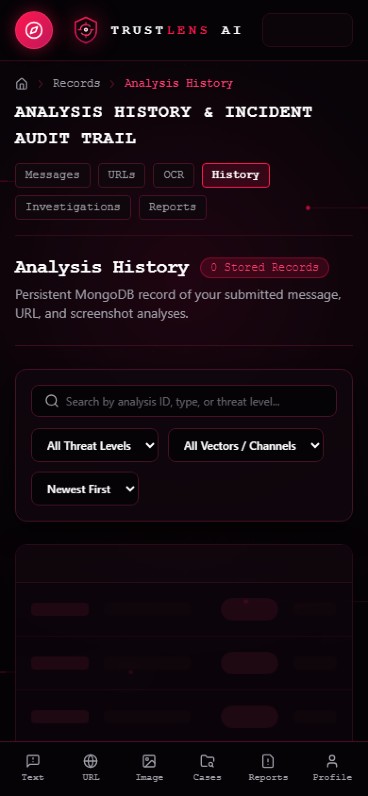 TRUSTLENS AI
Records > Analysis History
ANALYSIS HISTORY & INCIDENT
AUDIT TRAIL
Messages URLs OCR History
Investigations Reports
Analysis History 0 Stored Records
Persistent MongoDB record of your submitted message,
URL, and screenshot analyses.
Search by analysis ID, type, or threat level...
All Threat Levels All Vectors / Channels
Newest First
Text URL Image Cases Reports Profile